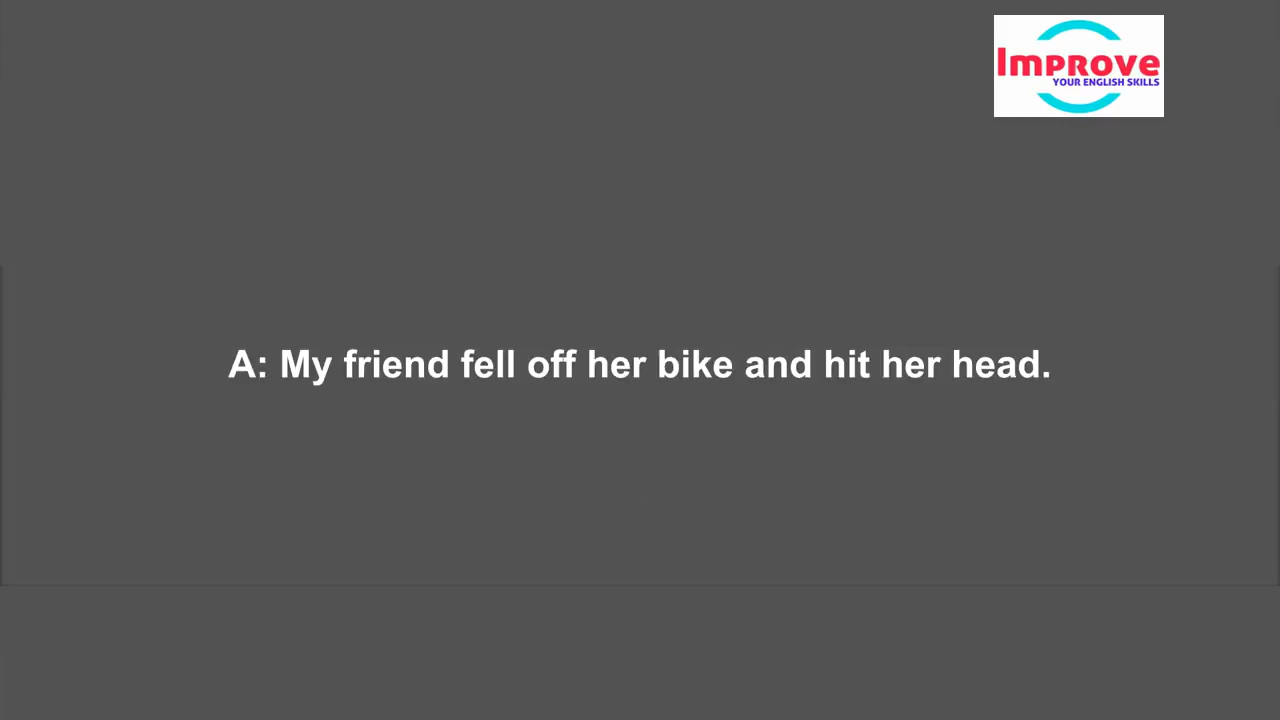 Improve
YOUR ENGLISH SKILLS
A: My friend fell off her bike and hit her head.